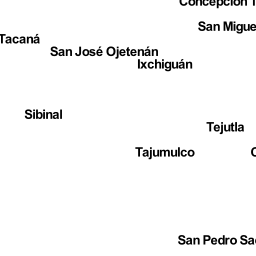 Concepción T
San Migue
Tacaná
San José Ojetenán
Ixchiguán
Sibinal
Tejutla
Tajumulco
C
San Pedro Sac